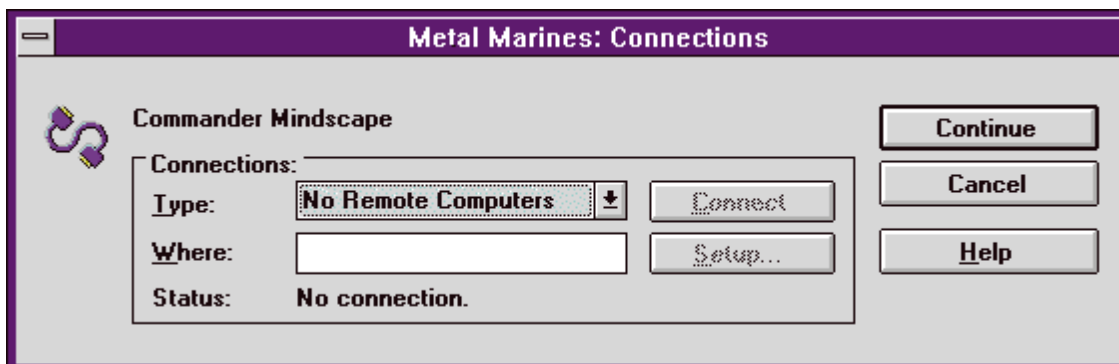 Metal Marines: Connections
Commander Mindscape
Continue
Connections:
Type: No Remote Computers Connect
Cancel
Where: Setup...
Help
Status: No connection.